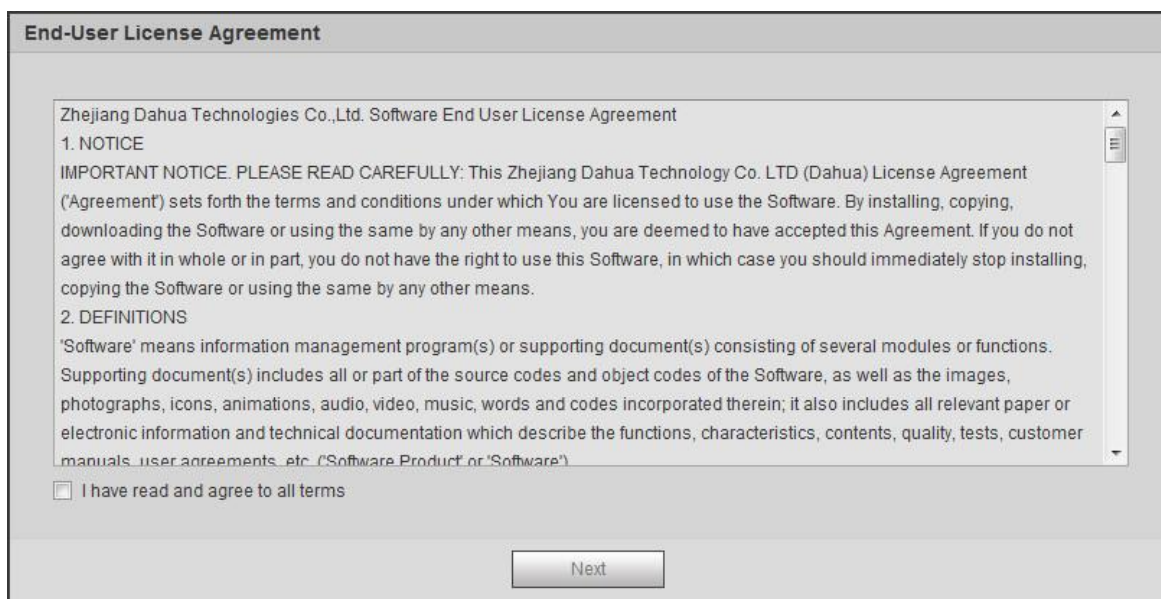 End-User License Agreement
Zhejiang Dahua Technologies Co.,Ltd. Software End User License Agreement
1. NOTICE
IMPORTANT NOTICE. PLEASE READ CAREFULLY: This Zhejiang Dahua Technology Co. LTD (Dahua) License Agreement
('Agreement') sets forth the terms and conditions under which You are licensed to use the Software. By installing, copying,
downloading the Software or using the same by any other means, you are deemed to have accepted this Agreement. If you do not
agree with it in whole or in part, you do not have the right to use this Software, in which case you should immediately stop installing,
copying the Software or using the same by any other means.
2. DEFINITIONS
'Software' means information management program(s) or supporting document(s) consisting of several modules or functions.
Supporting document(s) includes all or part of the source codes and object codes of the Software, as well as the images,
photographs, icons, animations, audio, video, music, words and codes incorporated therein; it also includes all relevant paper or
electronic information and technical documentation which describe the functions, characteristics, contents, quality, tests, customer
manuals, user agreements, etc. ('Software Product' or 'Software')
I have read and agree to all terms
Next